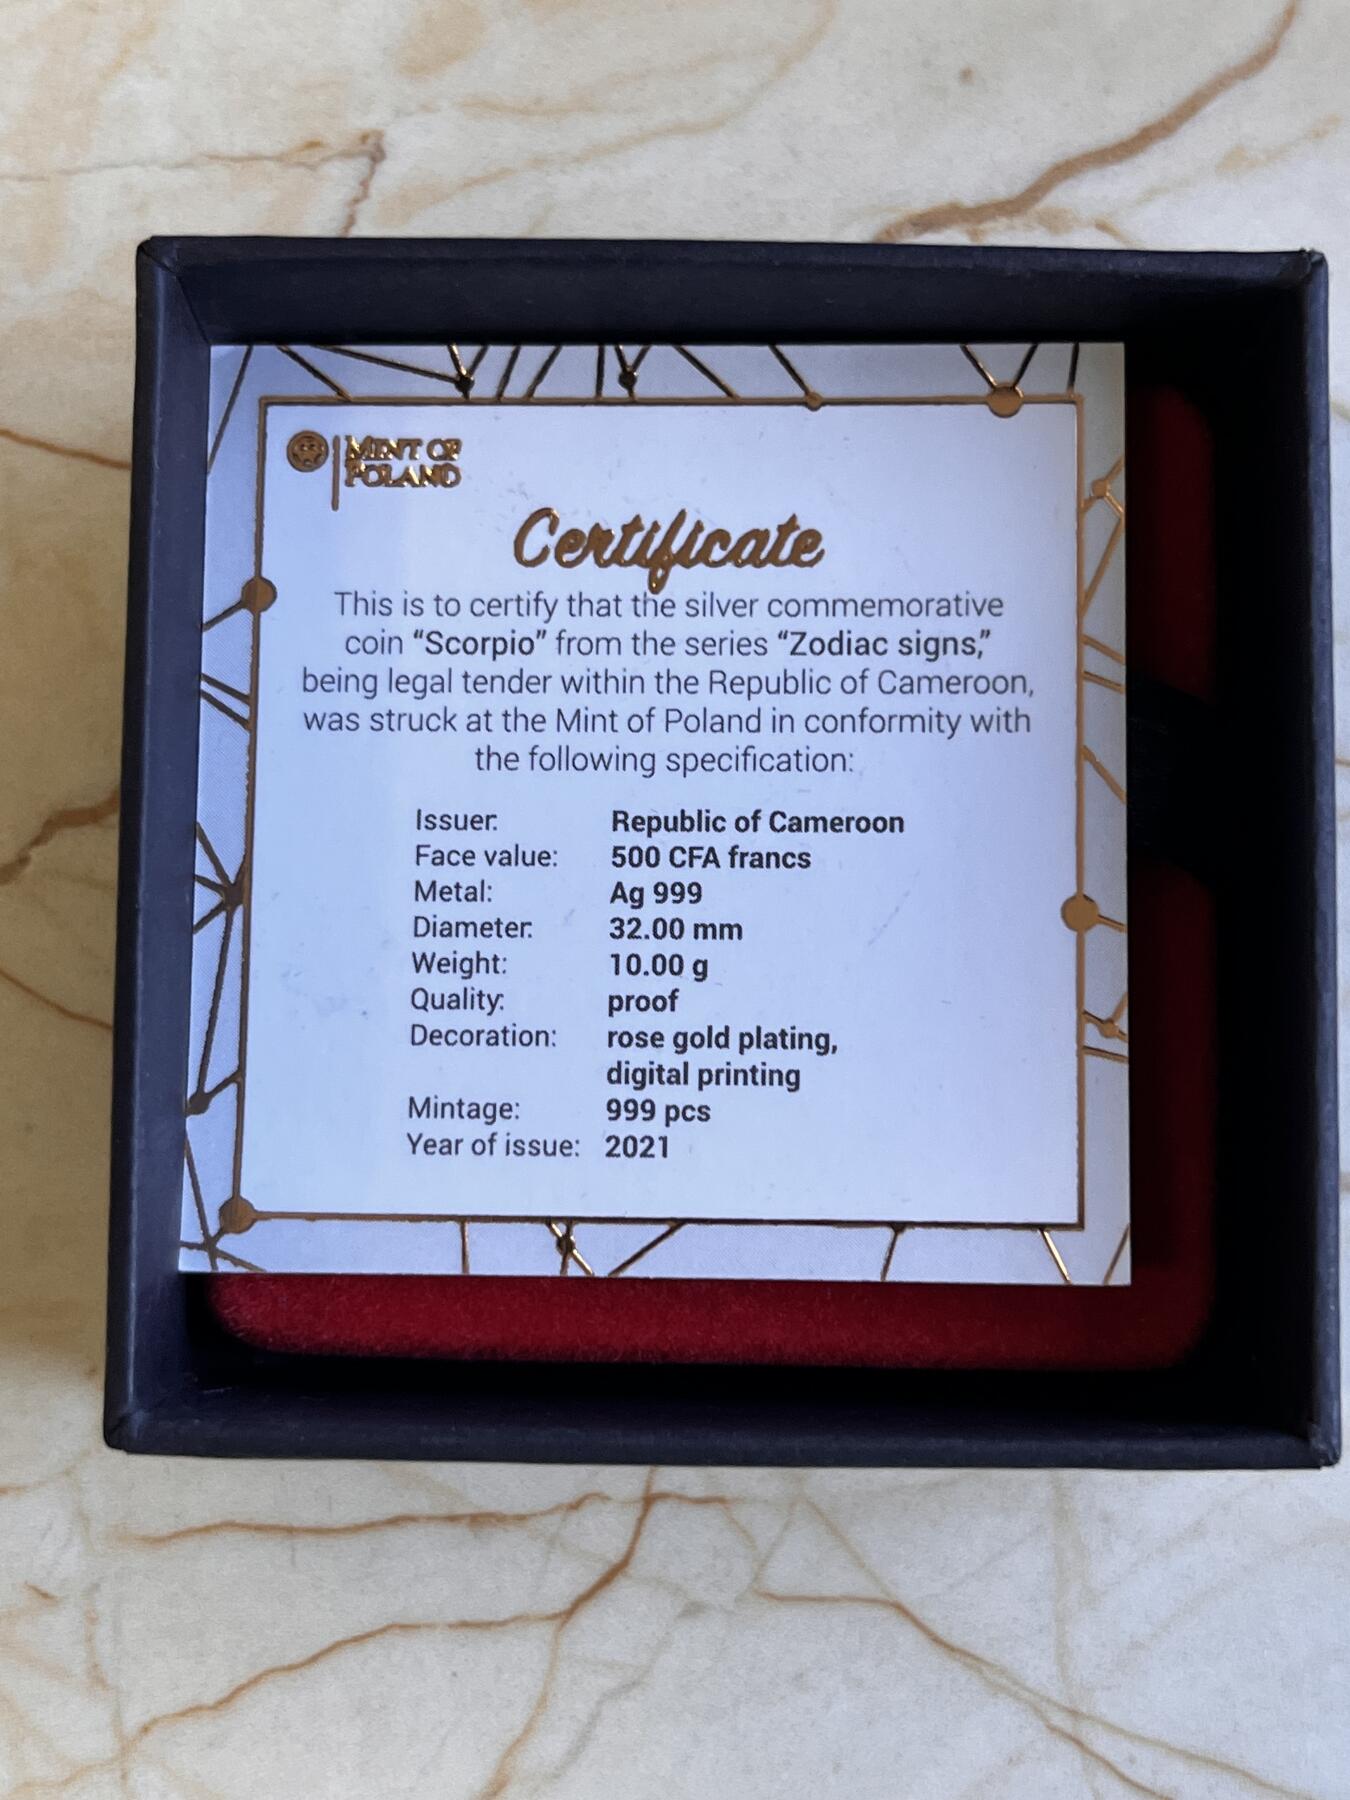 MINT OF
POLAND
Certificate
This is to certify that the silver commemorative
coin “Scorpio” from the series “Zodiac signs,”
being legal tender within the Republic of Cameroon,
was struck at the Mint of Poland in conformity with
the following specification:
Issuer: Republic of Cameroon
Face value: 500 CFA francs
Metal: Ag 999
Diameter: 32.00 mm
Weight: 10.00 g
Quality: proof
Decoration: rose gold plating,
digital printing
Mintage: 999 pcs
Year of issue: 2021